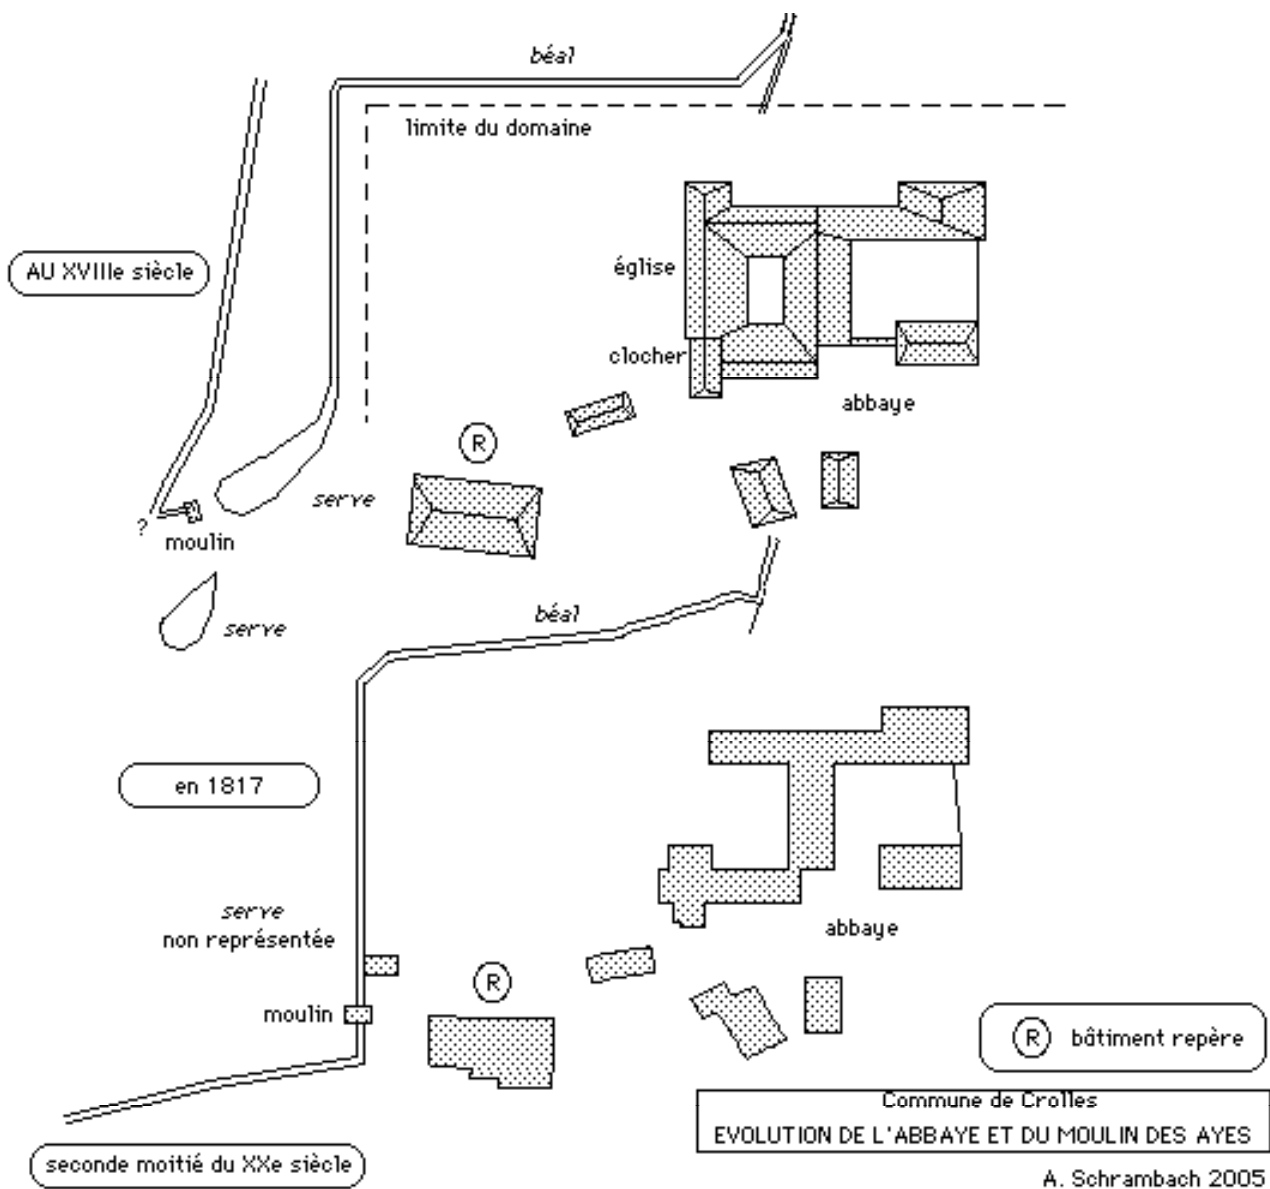 béal
limite du domaine
AU XVIIIe siècle
église
clocher
abbaye
R
serve
?
moulin
béal
serve
en 1817
serve
non représentée
abbaye
R
moulin
R bâtiment repère
Commune de Crolles
EVOLUTION DE L'ABBAYE ET DU MOULIN DES AYES
seconde moitié du XXe siècle
A. Schrambach 2005